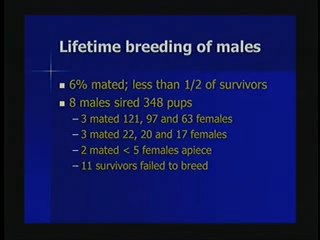 Lifetime breeding of males
6% mated; less than 1/2 of survivors
8 males sired 348 pups
– 3 mated 121, 97 and 63 females
– 3 mated 22, 20 and 17 females
– 2 mated < 5 females apiece
– 11 survivors failed to breed